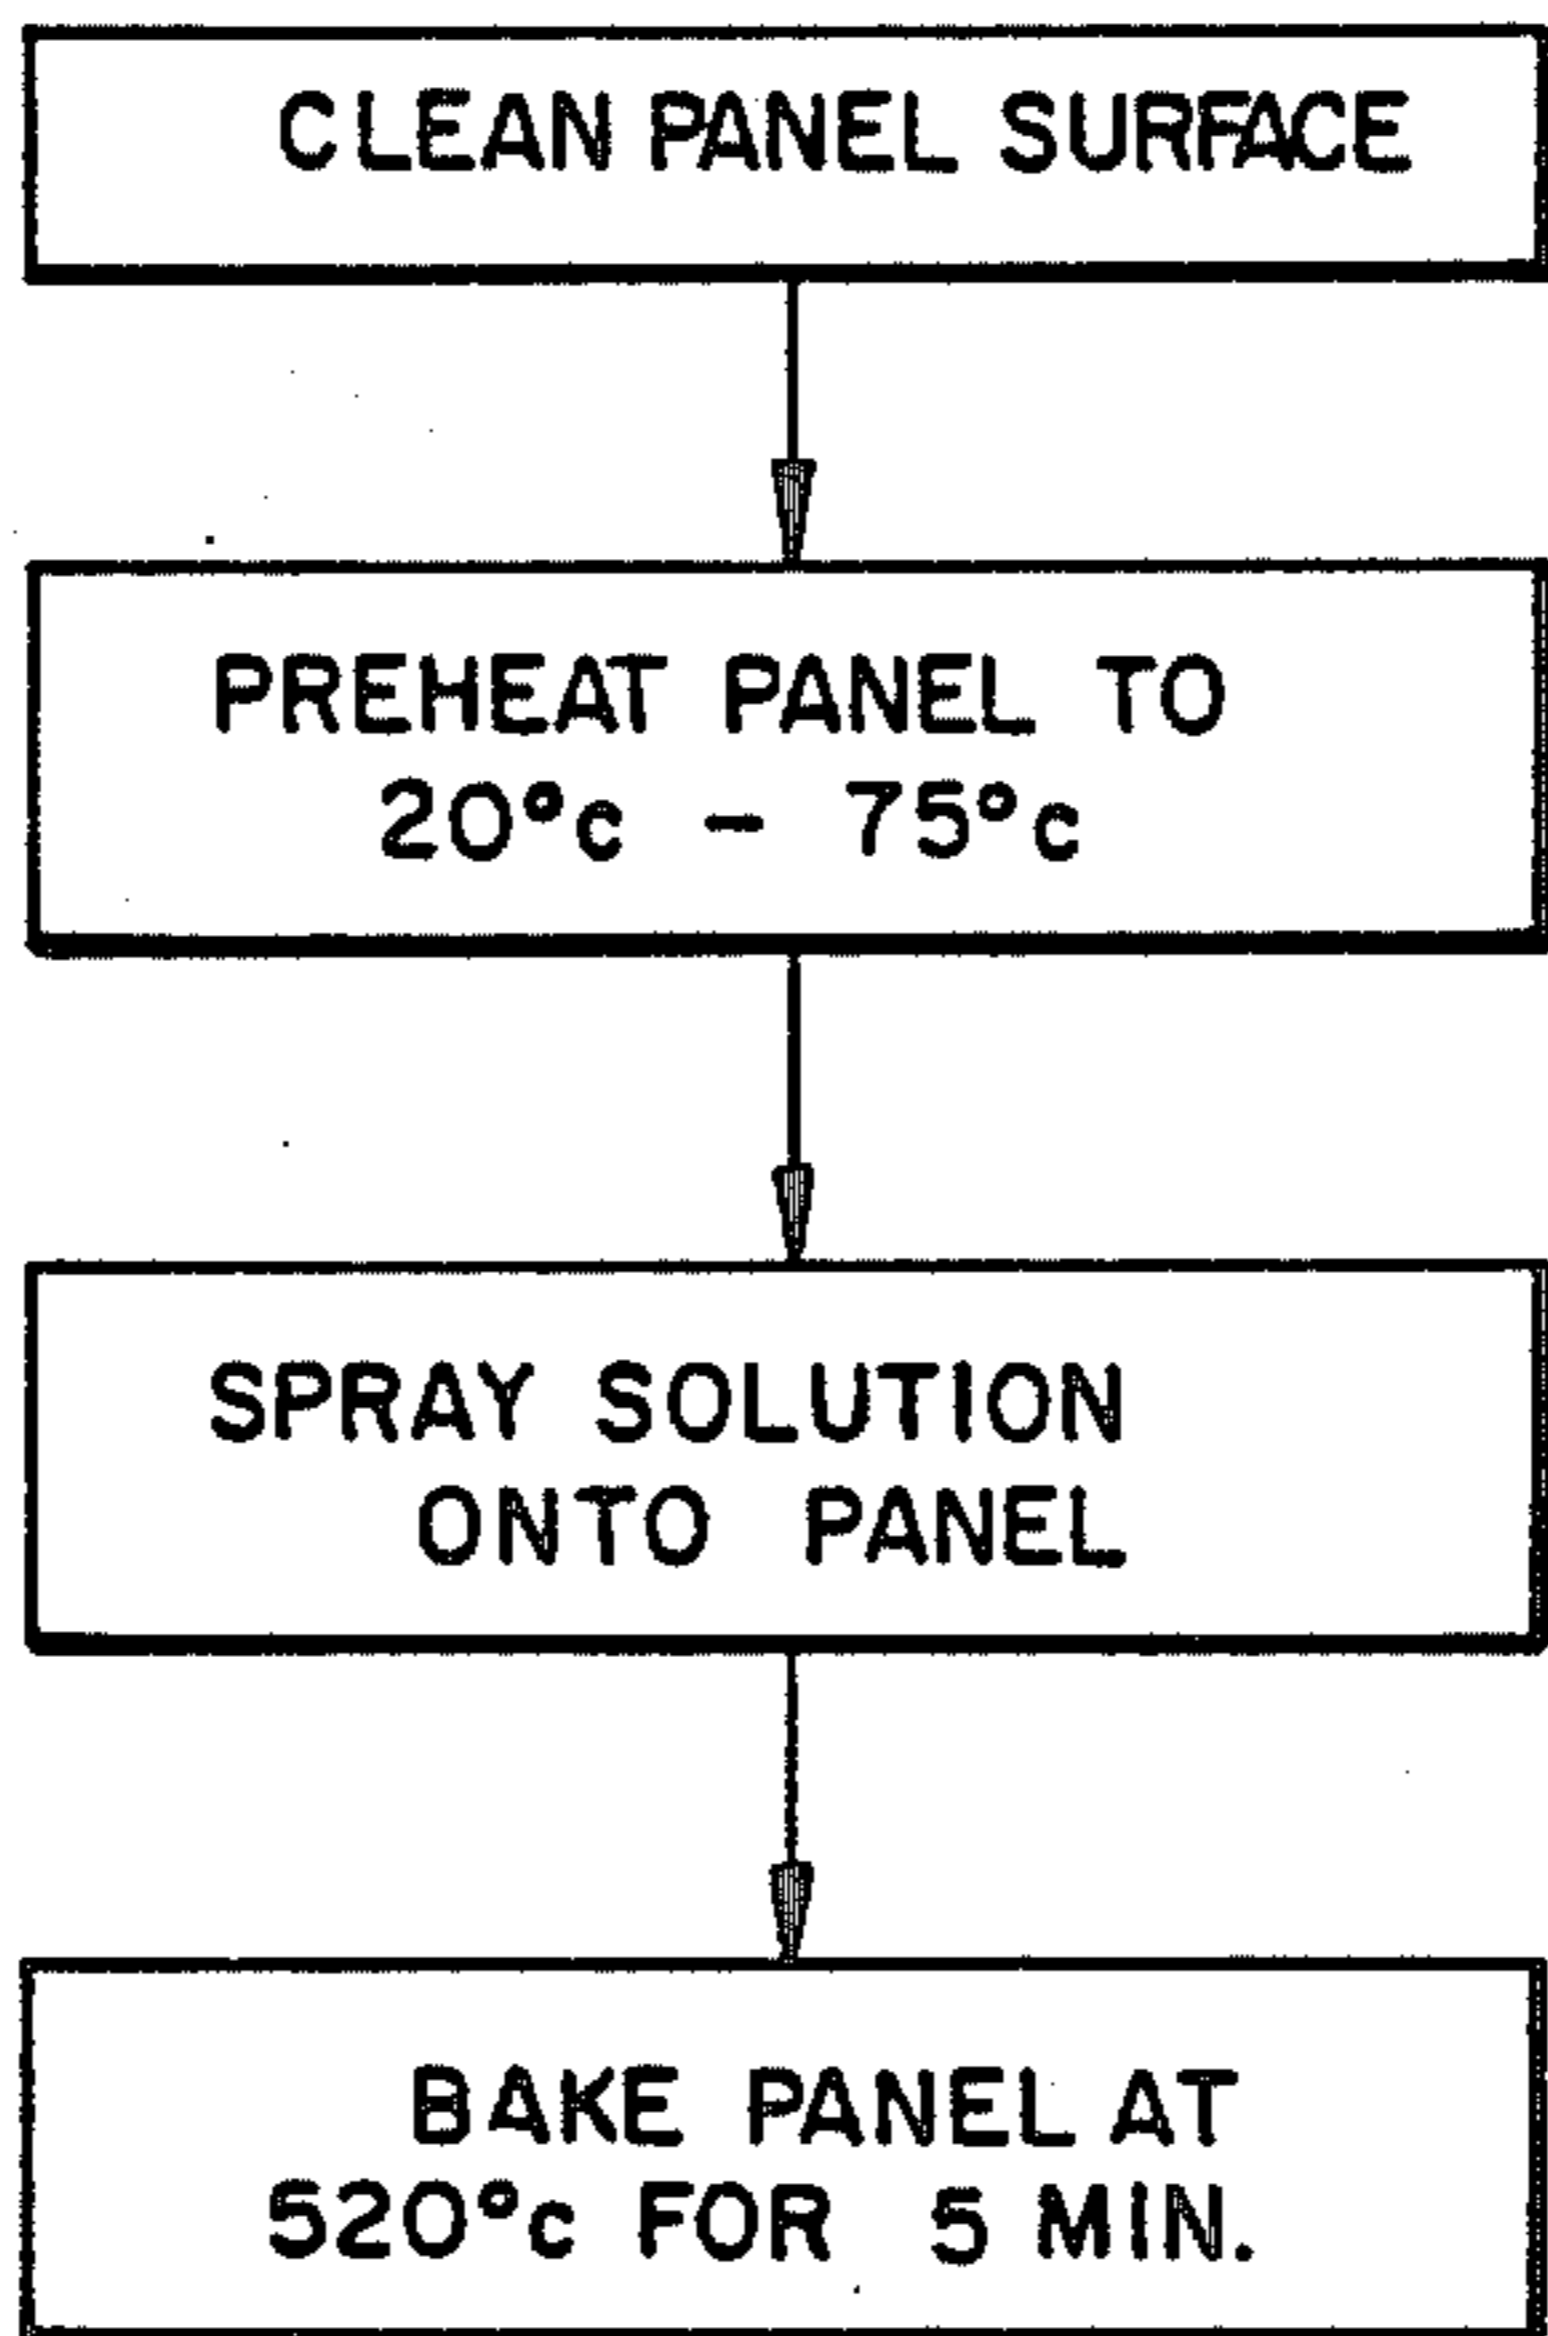 CLEAN PANEL SURFACE
PREHEAT PANEL TO
20°c - 75°c
SPRAY SOLUTION
ONTO PANEL
BAKE PANEL AT
520°c FOR 5 MIN.